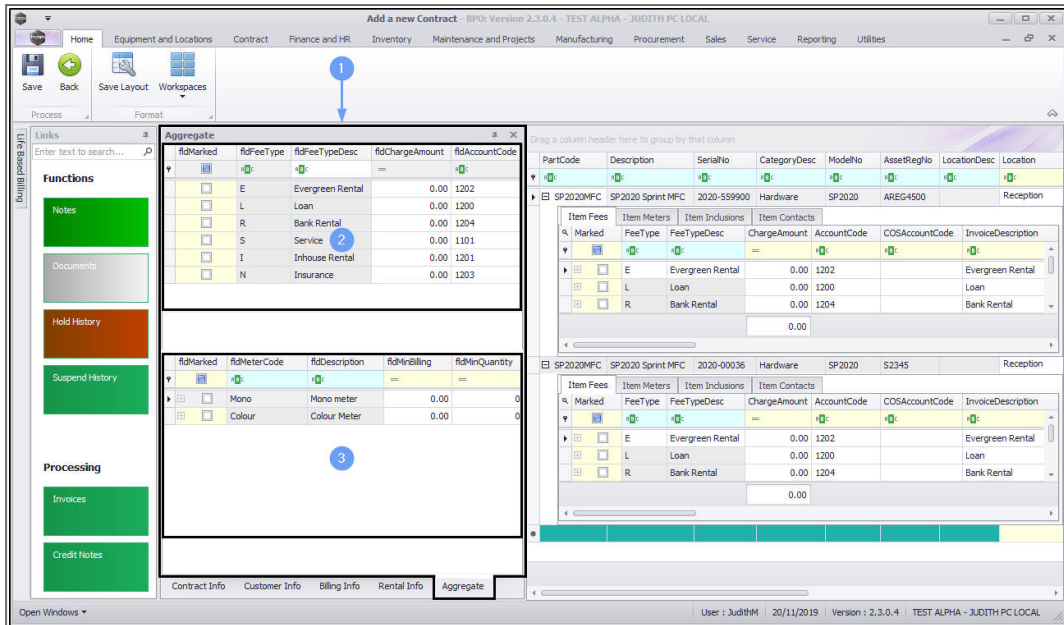 Add a new Contract - BPO: Version 2.3.0.4 - TEST ALPHA - JUDITH PC LOCAL
Home Equipment and Locations Contract Finance and HR Inventory Maintenance and Projects Manufacturing Procurement Sales Service Reporting Utilities
Save Back Save Layout Workspaces
Process Format
1
Life Based Billing
Links
Enter text to search...
Functions
Notes
Documents
Hold History
Suspend History
Processing
Invoices
Credit Notes
Aggregate
fldMarked fldFeeType fldFeeTypeDesc fldChargeAmount fldAccountCode
E Evergreen Rental 0.00 1202
L Loan 0.00 1200
R Bank Rental 0.00 1204
S Service 0.00 1101
2
I Inhouse Rental 0.00 1201
N Insurance 0.00 1203
fldMarked fldMeterCode fldDescription fldMinBilling fldMinQuantity
Mono Mono meter 0.00 0
Colour Colour Meter 0.00 0
3
Contract Info Customer Info Billing Info Rental Info Aggregate
Drag a column header here to group by that column
PartCode Description SerialNo CategoryDesc ModelNo AssetRegNo LocationDesc Location
SP2020MFC SP2020 Sprint MFC 2020-559900 Hardware SP2020 AREG4500 Reception
Item Fees Item Meters Item Inclusions Item Contacts
Marked FeeType FeeTypeDesc ChargeAmount AccountCode COSAccountCode InvoiceDescription
E Evergreen Rental 0.00 1202 Evergreen Rental
L Loan 0.00 1200 Loan
R Bank Rental 0.00 1204 Bank Rental
0.00
SP2020MFC SP2020 Sprint MFC 2020-00036 Hardware SP2020 S2345 Reception
Item Fees Item Meters Item Inclusions Item Contacts
Marked FeeType FeeTypeDesc ChargeAmount AccountCode COSAccountCode InvoiceDescription
E Evergreen Rental 0.00 1202 Evergreen Rental
L Loan 0.00 1200 Loan
R Bank Rental 0.00 1204 Bank Rental
0.00
Open Windows
User : JudithM 20/11/2019 Version : 2.3.0.4 TEST ALPHA - JUDITH PC LOCAL